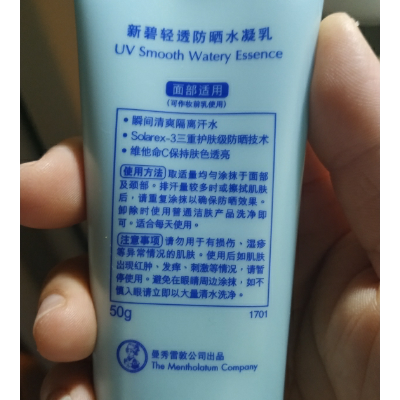 新碧轻透防晒水凝乳
UV Smooth Watery Essence
面部适用
(可作妆前乳使用)
• 瞬间清爽隔离汗水
• Solarex-3三重护肤级防晒技术
• 维他命C保持肤色透亮
使用方法 取适量均匀涂抹于面部
及颈部。排汗量较多时或擦拭肌肤
后，请重复涂抹以确保防晒效果。
卸除时使用普通洁肤产品洗净即
可。适合每天使用。
注意事项 请勿用于有损伤、湿疹
等异常情况的肌肤。使用后如肌肤
出现红肿、发痒、刺激等情况，请暂
停使用。避免在眼睛周边涂抹，如不
慎入眼请立即以大量清水洗净。
50g
1701
曼秀雷敦公司出品
The Mentholatum Company